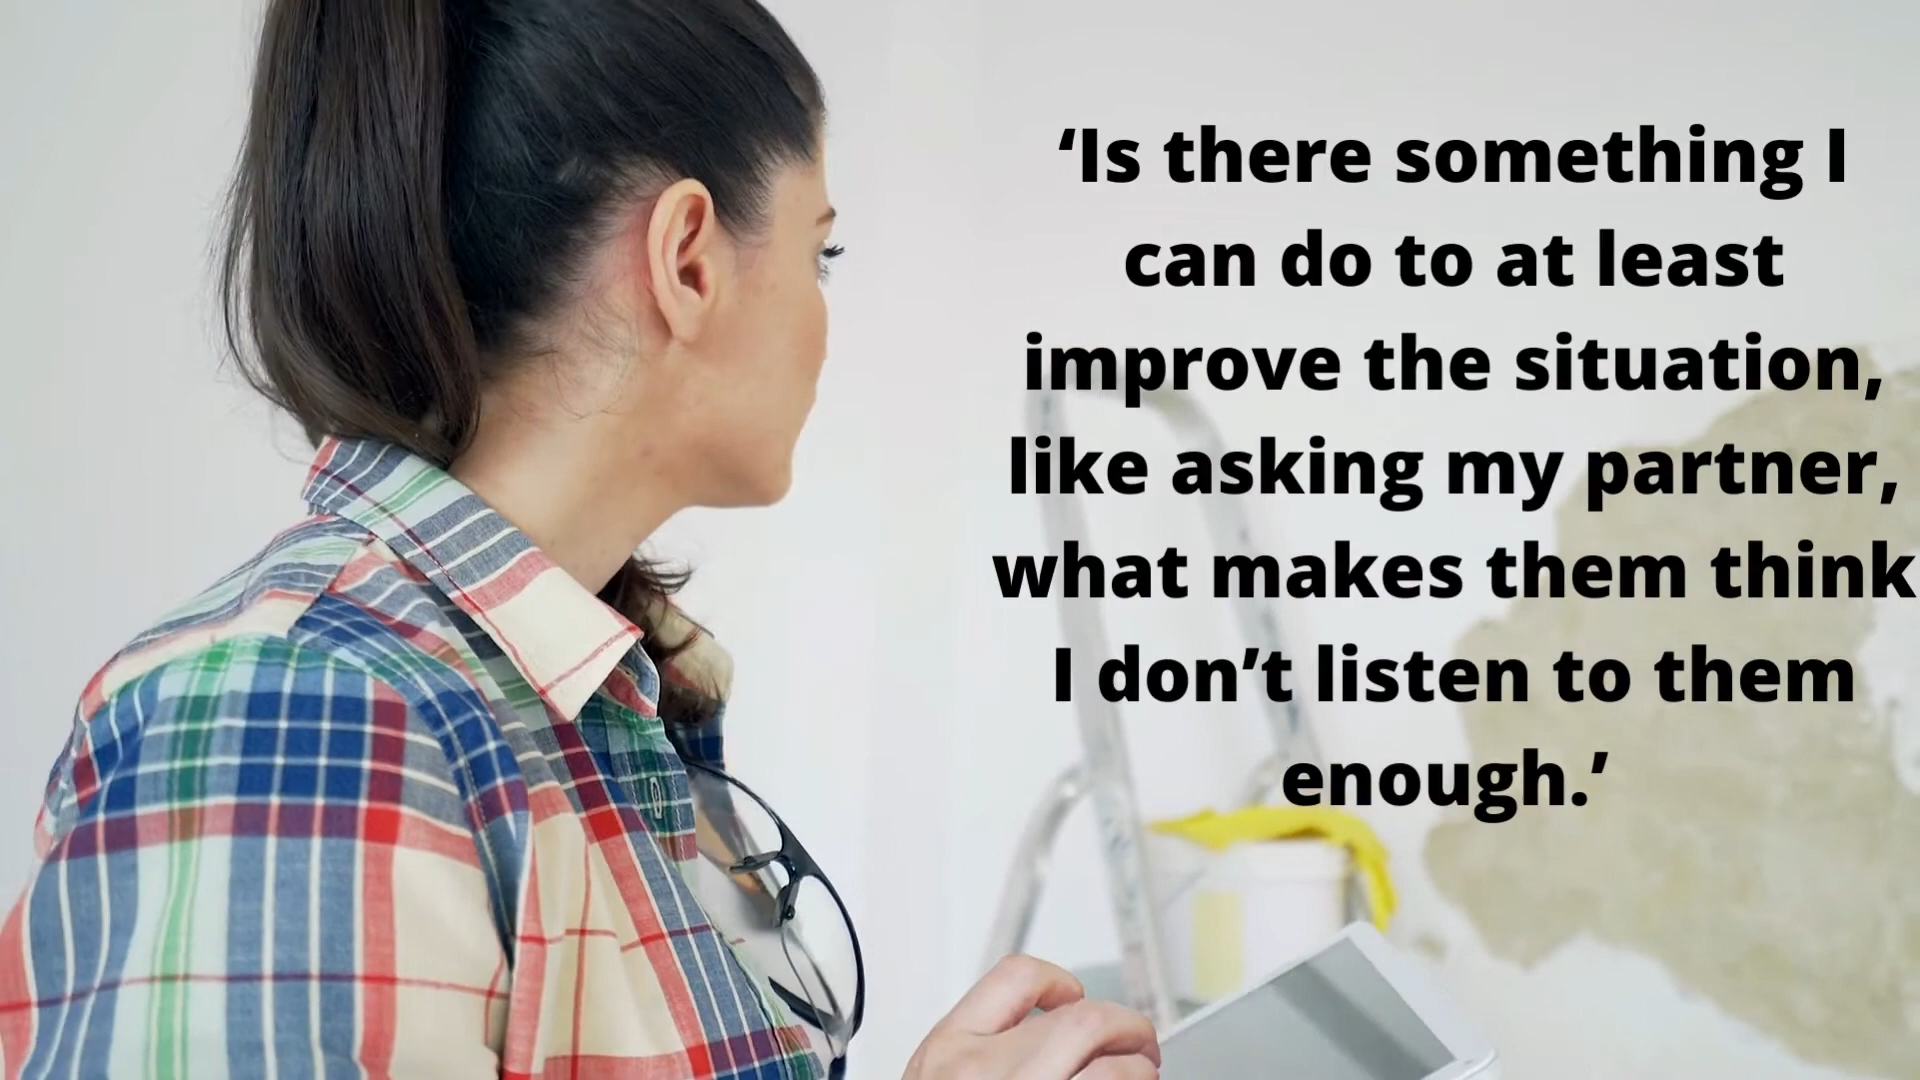 ‘Is there something I
can do to at least
improve the situation,
like asking my partner,
what makes them think
I don’t listen to them
enough.’